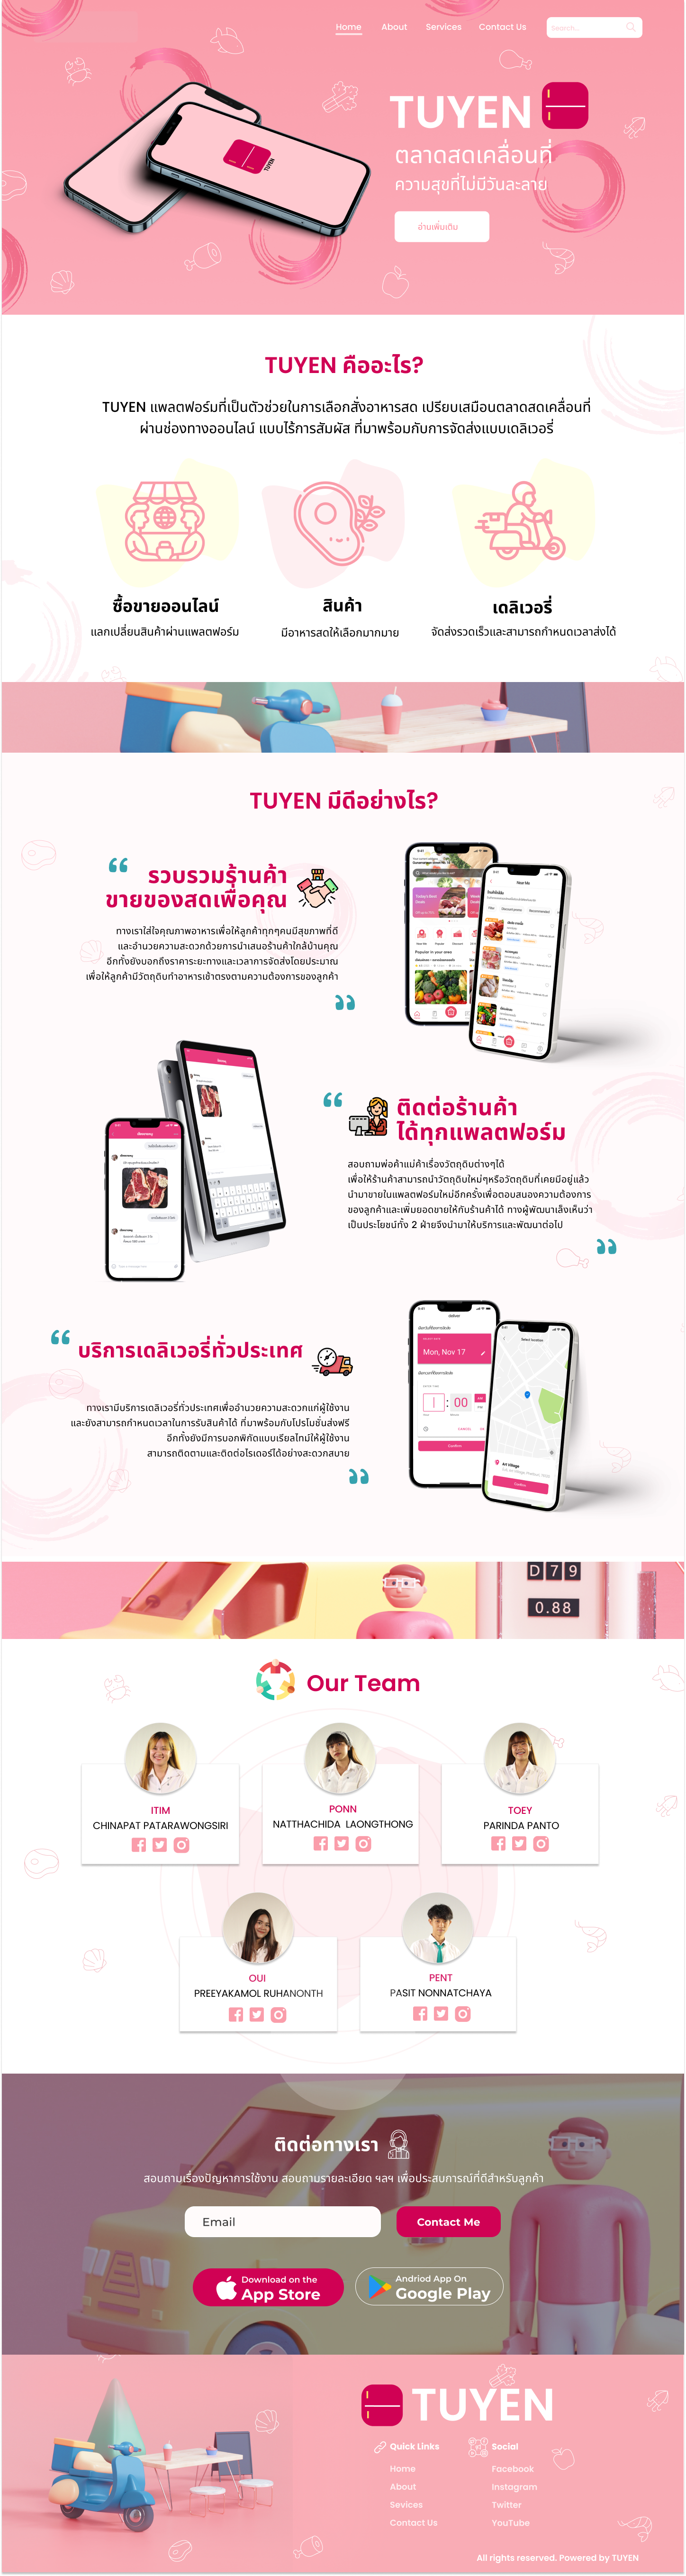 Home About Services Contact Us Search...
TUYEN
ตลาดสดเคลื่อนที่
ความสุขที่ไม่มีวันละลาย
อ่านเพิ่มเติม
TUYEN
TUYEN คืออะไร?
TUYEN แพลตฟอร์มที่เป็นตัวช่วยในการเลือกสั่งอาหารสด เปรียบเสมือนตลาดสดเคลื่อนที่
ผ่านช่องทางออนไลน์ แบบไร้การสัมผัส ที่มาพร้อมกับการจัดส่งแบบเดลิเวอรี่
ซื้อขายออนไลน์
แลกเปลี่ยนสินค้าผ่านแพลตฟอร์ม
สินค้า
มีอาหารสดให้เลือกมากมาย
เดลิเวอรี่
จัดส่งรวดเร็วและสามารถกำหนดเวลาส่งได้
TUYEN มีดีอย่างไร?
รวบรวมร้านค้า
ขายของสดเพื่อคุณ
ทางเราใส่ใจคุณภาพอาหารเพื่อให้ลูกค้าทุกๆคนมีสุขภาพที่ดี
และอำนวยความสะดวกด้วยการนำเสนอร้านค้าใกล้บ้านคุณ
อีกทั้งยังบอกถึงราคาระยะทางและเวลาการจัดส่งโดยประมาณ
เพื่อให้ลูกค้ามีวัตถุดิบทำอาหารเข้าตรงตามความต้องการของลูกค้า
Today's Best
Deals
Popular in your area
Near Me
ติดต่อร้านค้า
ได้ทุกแพลตฟอร์ม
สอบถามพ่อค้าแม่ค้าเรื่องวัตถุดิบต่างๆได้
เพื่อให้ร้านค้าสามารถนำวัตถุดิบใหม่ๆหรือวัตถุดิบที่เคยมีอยู่แล้ว
นำมาขายในแพลตฟอร์มใหม่อีกครั้งเพื่อตอบสนองความต้องการ
ของลูกค้าและเพิ่มยอดขายให้กับร้านค้าได้ ทางผู้พัฒนาเล็งเห็นว่า
เป็นประโยชน์ทั้ง 2 ฝ่ายจึงนำมาให้บริการและพัฒนาต่อไป
บริการเดลิเวอรี่ทั่วประเทศ
ทางเรามีบริการเดลิเวอรี่ทั่วประเทศเพื่ออำนวยความสะดวกแก่ผู้ใช้งาน
และยังสามารถกำหนดเวลาในการรับสินค้าได้ ที่มาพร้อมกับโปรโมชั่นส่งฟรี
อีกทั้งยังมีการบอกพิกัดแบบเรียลไทม์ให้ผู้ใช้งาน
สามารถติดตามและติดต่อไรเดอร์ได้อย่างสะดวกสบาย
Mon, Nov 17
: 00
Confirm
Select location
Art Village
Confirm
D 7 9
0.88
Our Team
ITIM
CHINAPAT PATARAWONGSIRI
PONN
NATTHACHIDA LAONGTHONG
TOEY
PARINDA PANTO
OUI
PREEYAKAMOL RUHANONTH
PENT
PASIT NONNATCHAYA
ติดต่อทางเรา
สอบถามเรื่องปัญหาการใช้งาน สอบถามรายละเอียด ฯลฯ เพื่อประสบการณ์ที่ดีสำหรับลูกค้า
Email
Contact Me
Download on the
App Store
Andriod App On
Google Play
TUYEN
Quick Links
Home
About
Sevices
Contact Us
Social
Facebook
Instagram
Twitter
YouTube
All rights reserved. Powered by TUYEN